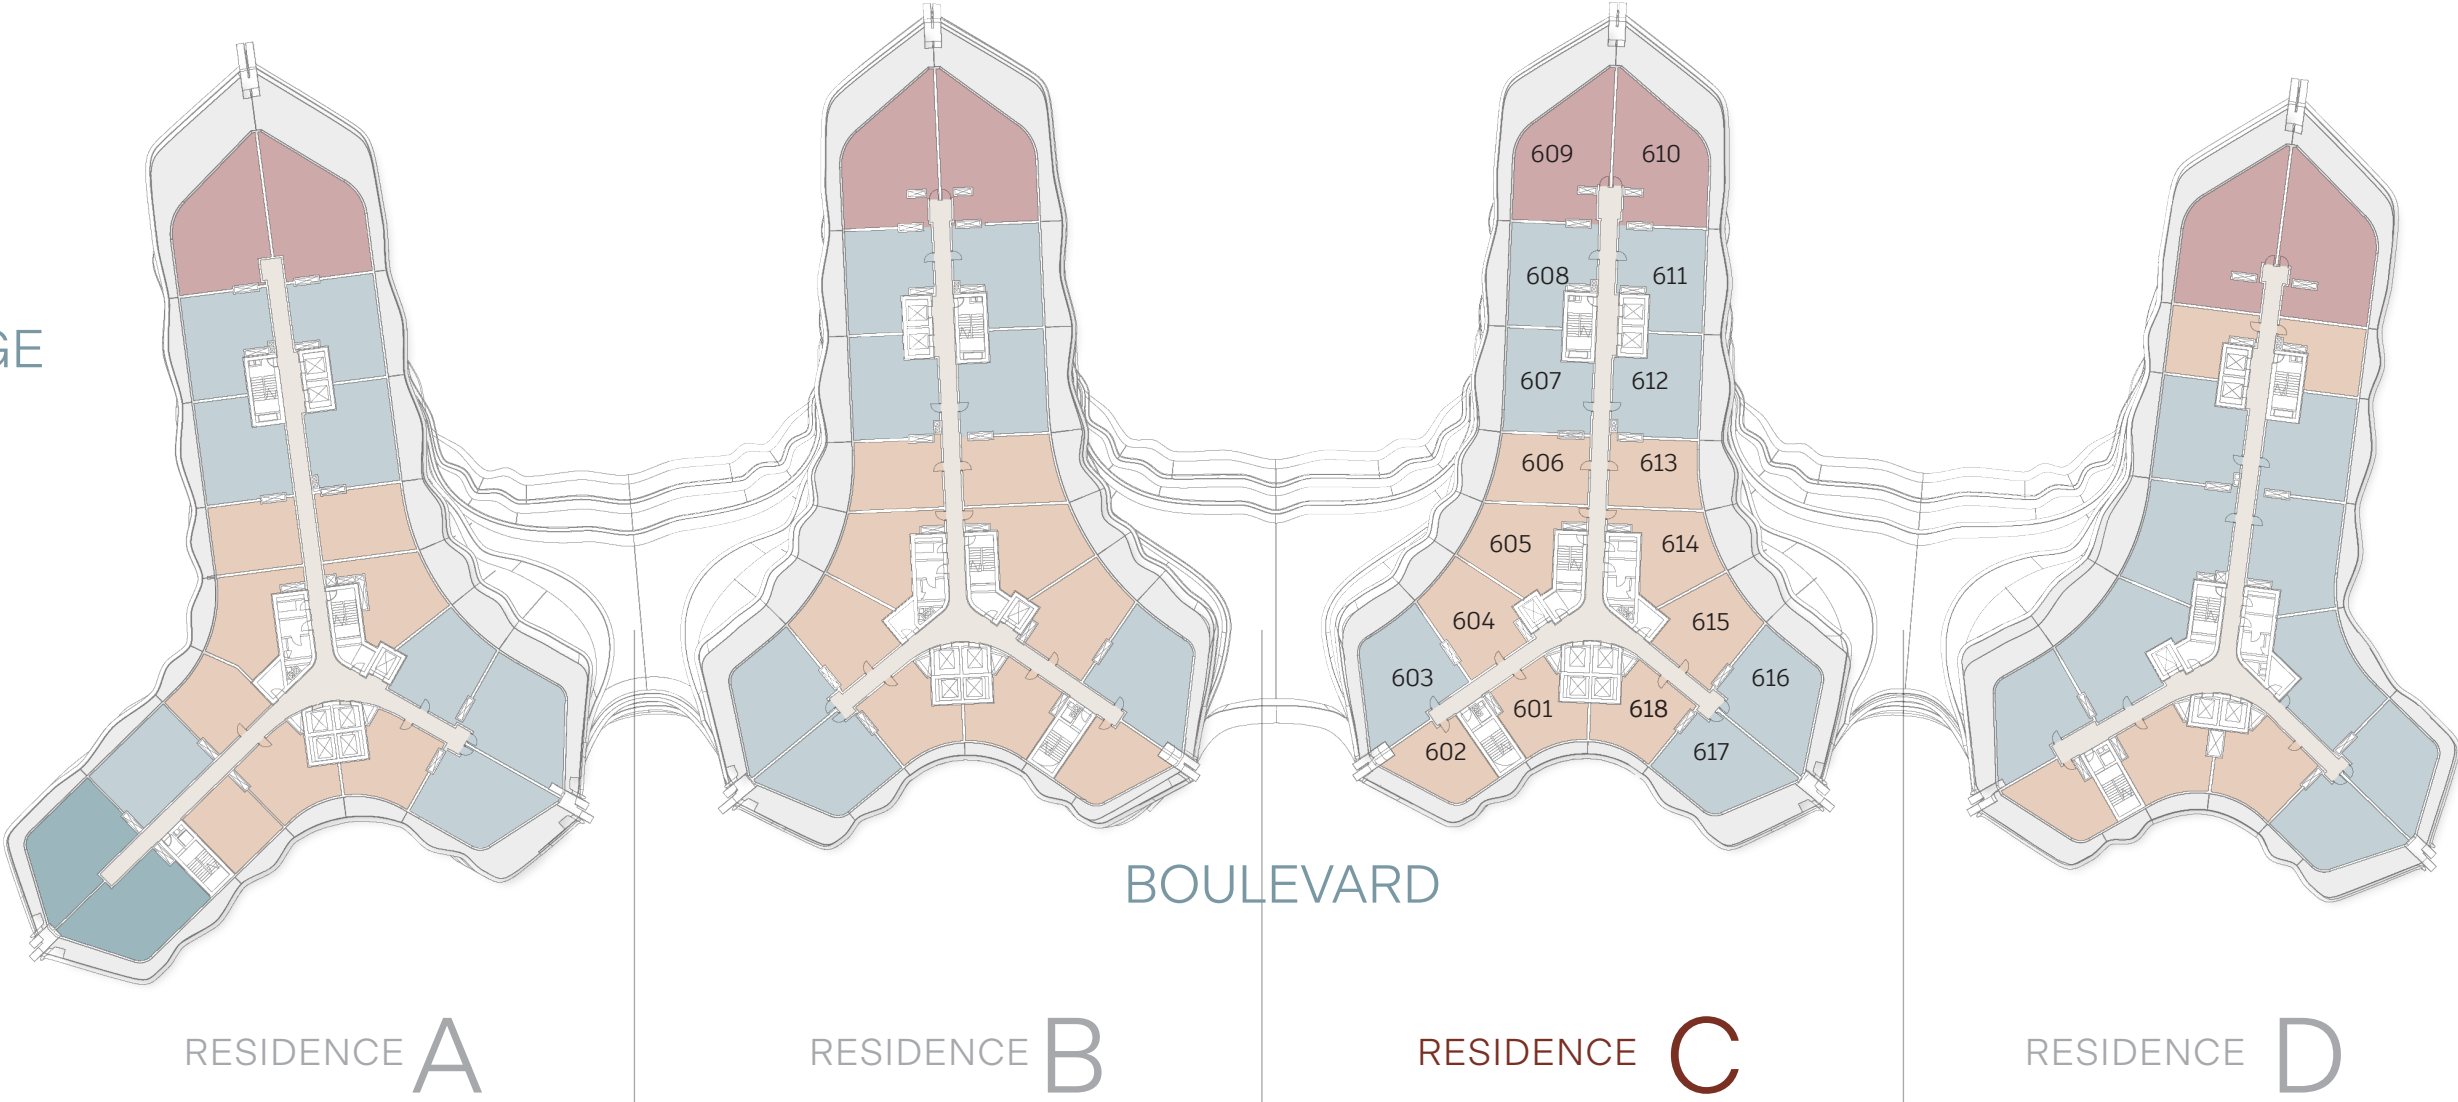 609 610
608 611
GE
607 612
606 613
605 614
604 615
603 616
601 618
602 617
BOULEVARD
RESIDENCE A
RESIDENCE B
RESIDENCE C
RESIDENCE D